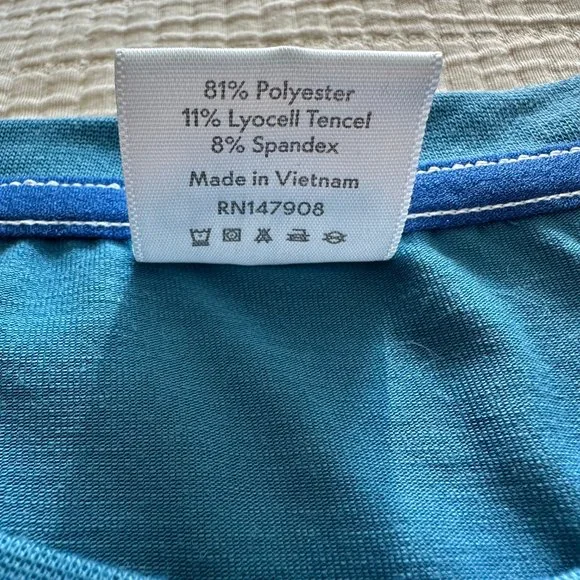 81% Polyester
11% Lyocell Tencel
8% Spandex
Made in Vietnam
RN147908